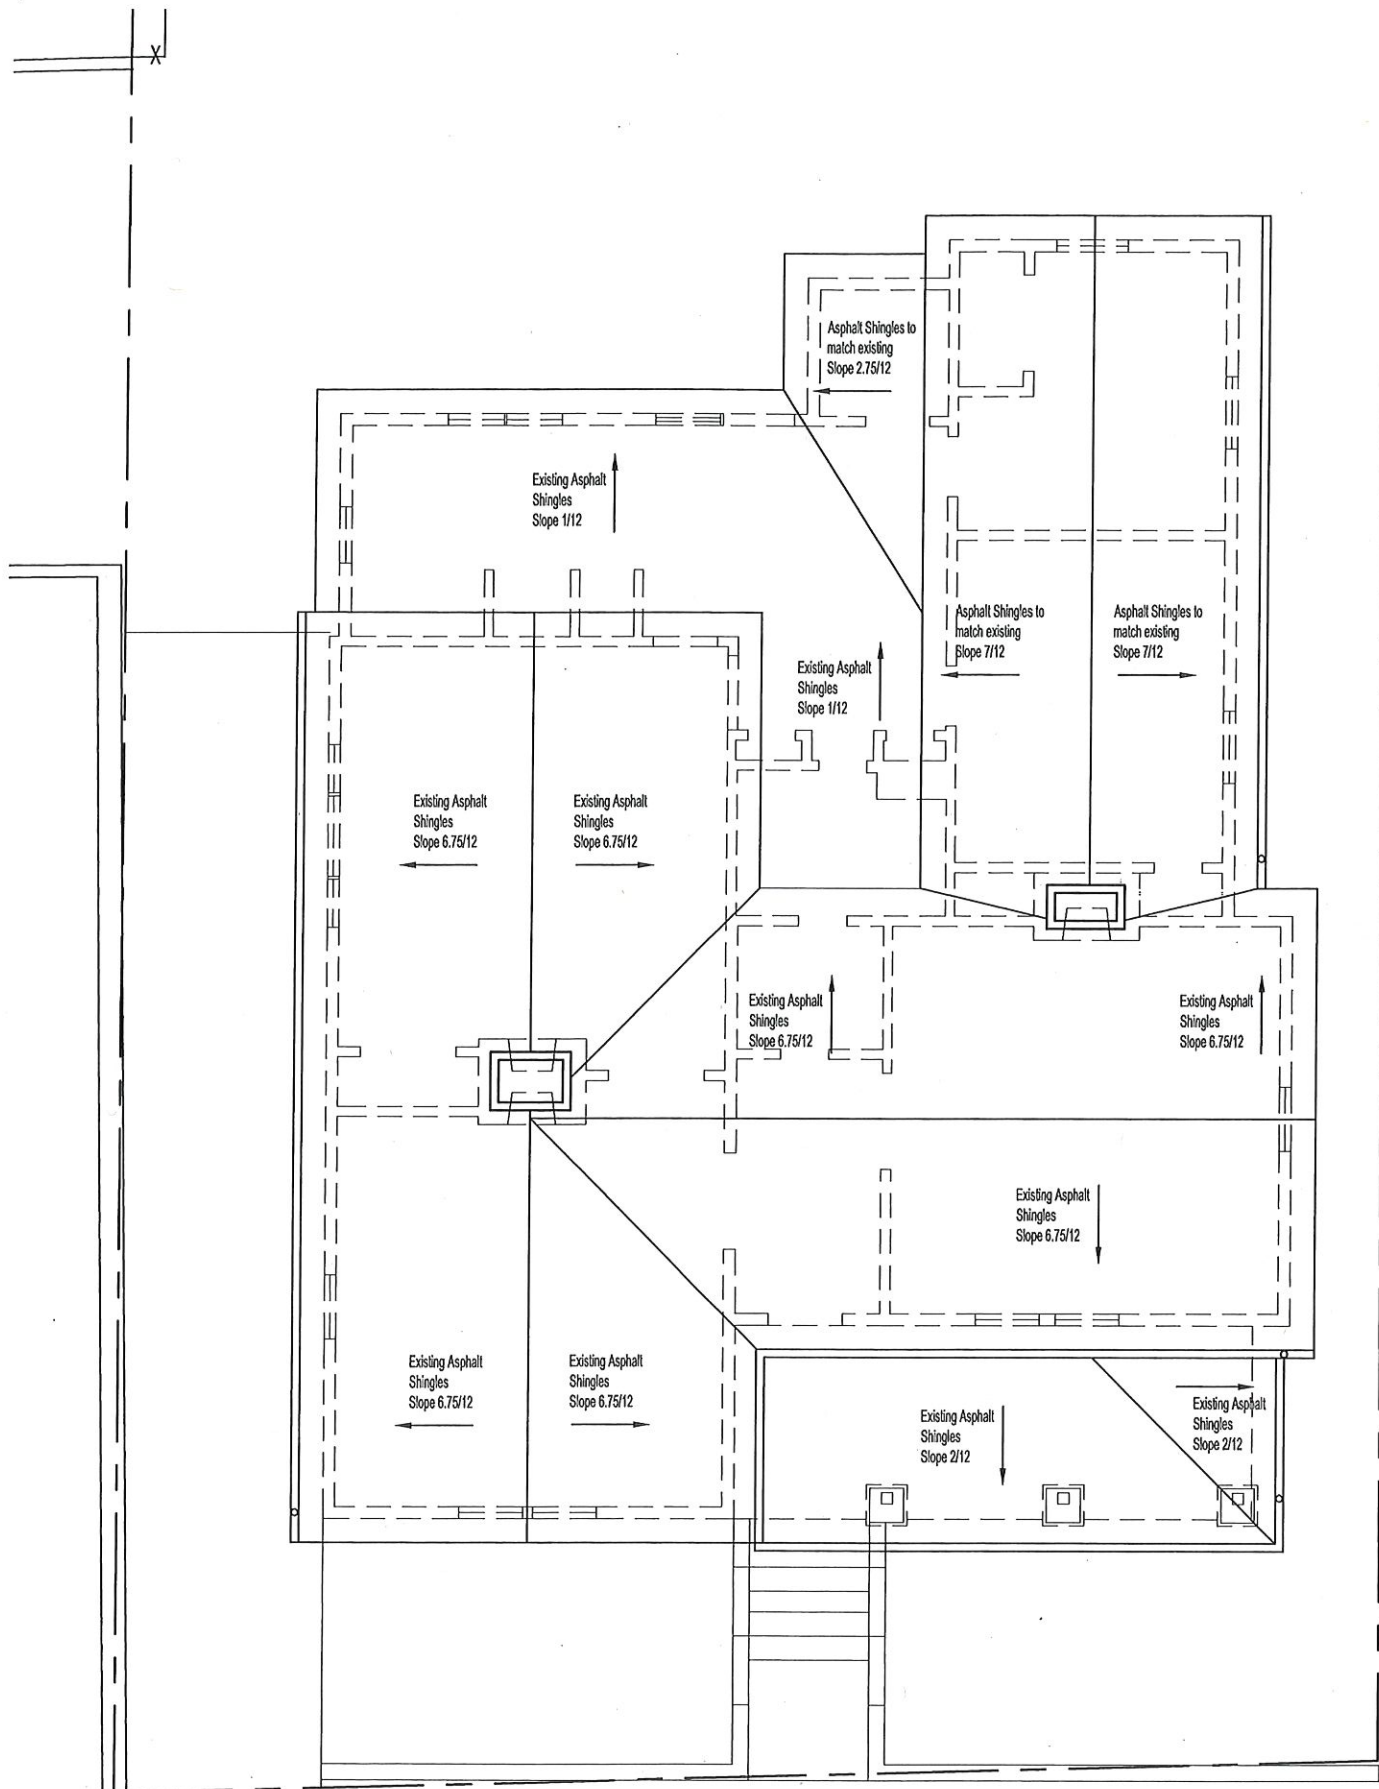 Asphalt Shingles to
match existing
Slope 2.75/12
Existing Asphalt
Shingles
Slope 1/12
Asphalt Shingles to
match existing
Slope 7/12
Asphalt Shingles to
match existing
Slope 7/12
Existing Asphalt
Shingles
Slope 1/12
Existing Asphalt
Shingles
Slope 6.75/12
Existing Asphalt
Shingles
Slope 6.75/12
Existing Asphalt
Shingles
Slope 6.75/12
Existing Asphalt
Shingles
Slope 6.75/12
Existing Asphalt
Shingles
Slope 6.75/12
Existing Asphalt
Shingles
Slope 6.75/12
Existing Asphalt
Shingles
Slope 6.75/12
Existing Asphalt
Shingles
Slope 2/12
Existing Asphalt
Shingles
Slope 2/12